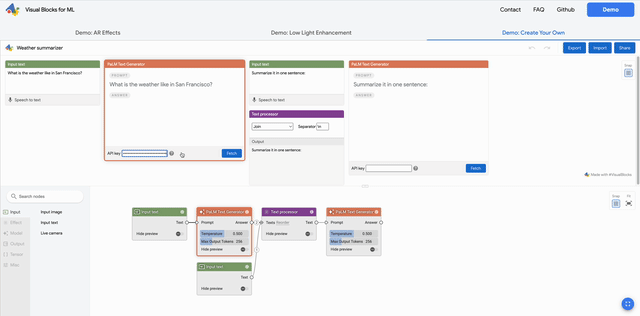 Visual Blocks for ML
Contact
FAQ
Github
Demo
Demo: AR Effects
Demo: Low Light Enhancement
Demo: Create Your Own
Weather summarizer
Export
Import
Share
Input text
What is the weather like in San Francisco?
Speech to text
PaLM Text Generator
PROMPT
What is the weather like in San Francisco?
ANSWER
API key
Fetch
Input text
Summarize it in one sentence:
Speech to text
Text processor
Join
Separator
\n
Output
Summarize it in one sentence:
PaLM Text Generator
PROMPT
Summarize it in one sentence:
ANSWER
API key
Fetch
Made with #VisualBlocks
Search nodes
Input
Effect
Model
Output
Tensor
Misc
Input image
Input text
Live camera
Input text
Text
Hide preview
PaLM Text Generator
Prompt
Answer
Temperature 0.500
Max Output Tokens 256
Hide preview
Text processor
Texts Reorder
Text
Hide preview
PaLM Text Generator
Prompt
Answer
Temperature 0.500
Max Output Tokens 256
Hide preview
Input text
Text
Hide preview